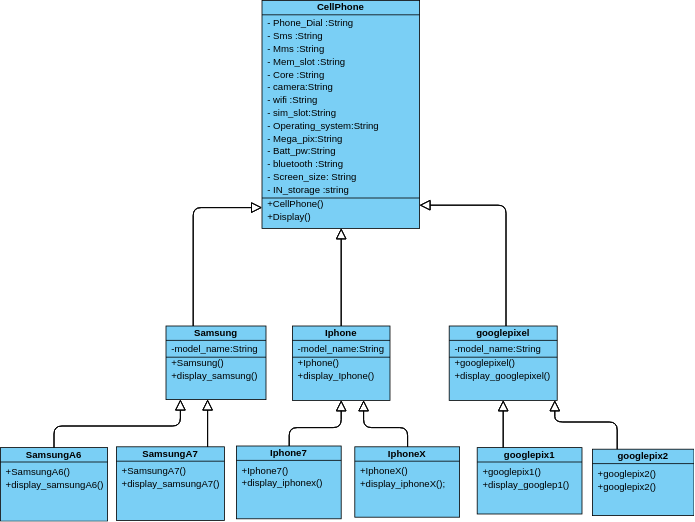 CellPhone
- Phone_Dial :String
- Sms :String
- Mms :String
- Mem_slot :String
- Core :String
- camera:String
- wifi :String
- sim_slot:String
- Operating_system:String
- Mega_pix:String
- Batt_pw:String
- bluetooth :String
- Screen_size: String
- IN_storage :string
+CellPhone()
+Display()
Samsung
-model_name:String
+Samsung()
+display_samsung()
Iphone
-model_name:String
+Iphone()
+display_Iphone()
googlepixel
-model_name:String
+googlepixel()
+display_googlepixel()
SamsungA6
+SamsungA6()
+display_samsungA6()
SamsungA7
+SamsungA7()
+display_samsungA7()
Iphone7
+Iphone7()
+display_iphonex()
IphoneX
+IphoneX()
+display_iphoneX();
googlepix1
+googlepix1()
+display_googlep1()
googlepix2
+googlepix2()
+googlepix2()